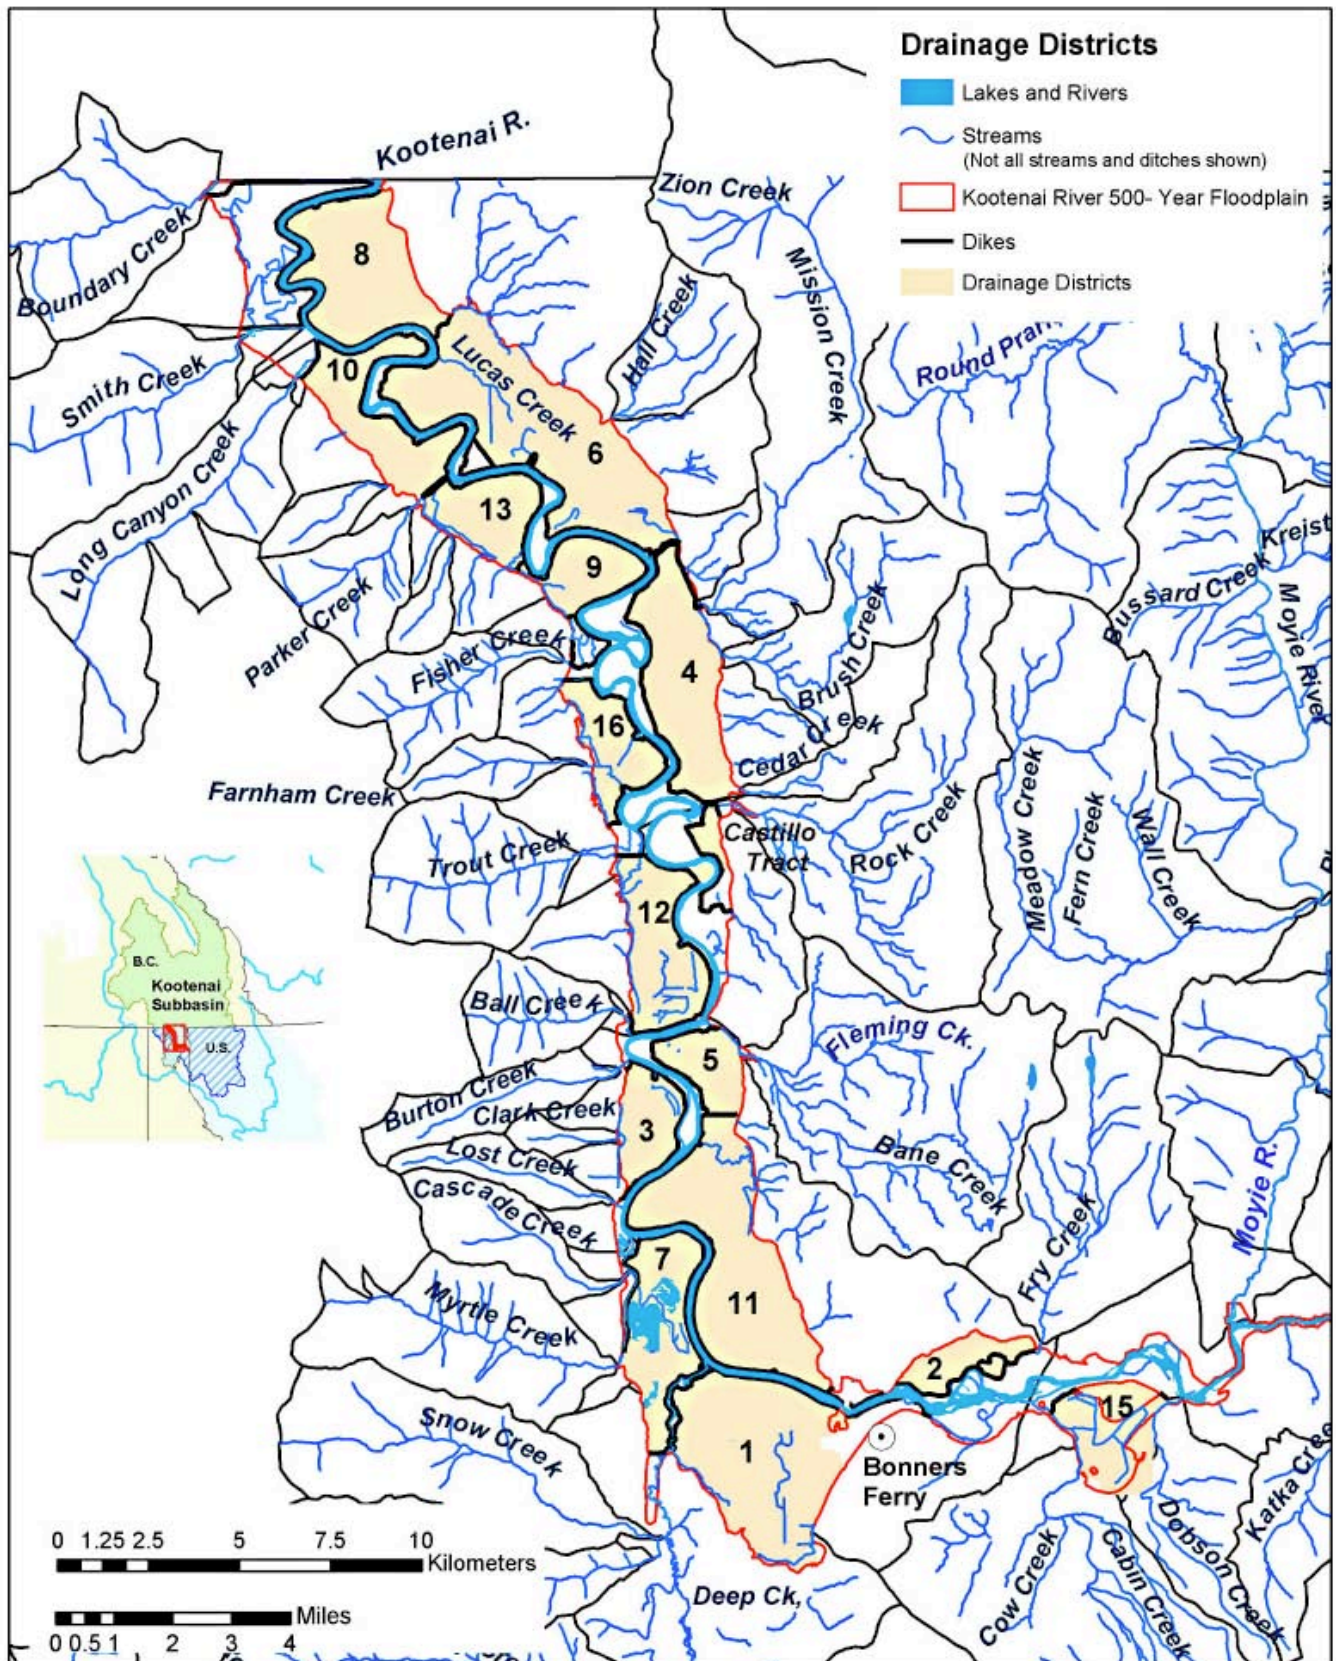 Drainage Districts
Lakes and Rivers
Streams
(Not all streams and ditches shown)
Kootenai River 500- Year Floodplain
Dikes
Drainage Districts
Kootenai R.
Zion Creek
Boundary Creek
8
Mission Creek
Hall Creek
Smith Creek
10
Lucas Creek
Round
6
Long Canyon Creek
13
Kreist
9
Bussard Creek
Parker Creek
Fisher Creek
Moyie River
4
Brush Creek
16
Cedar Creek
Farnham Creek
Castillo
Tract
Rock Creek
Meadow Creek
Fern Creek
Wall Creek
Trout Creek
12
B.C.
Kootenai
Subbasin
U.S.
Ball Creek
Fleming Ck.
5
Burton Creek
Clark Creek
3
Lost Creek
Bane Creek
Cascade Creek
Moyie R.
7
Fry Creek
11
Myrtle Creek
2
15
Snow Creek
1
Bonners
Ferry
Katka Cree
Dobson Creek
Cabin Creek
Cow Creek
Deep Ck,
0 1.25 2.5 5 7.5 10
Kilometers
Miles
0 0.5 1 2 3 4